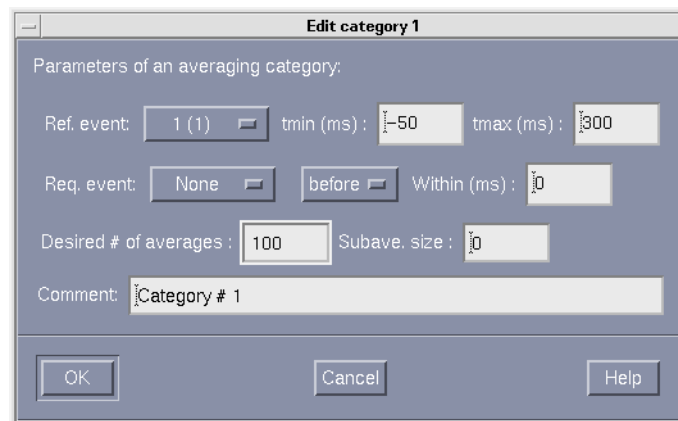 Edit category 1
Parameters of an averaging category:
Ref. event: 1 (1) tmin (ms) : -50 tmax (ms) : 300
Req. event: None before Within (ms) : 0
Desired # of averages : 100 Subave. size : 0
Comment: Category # 1
OK Cancel Help